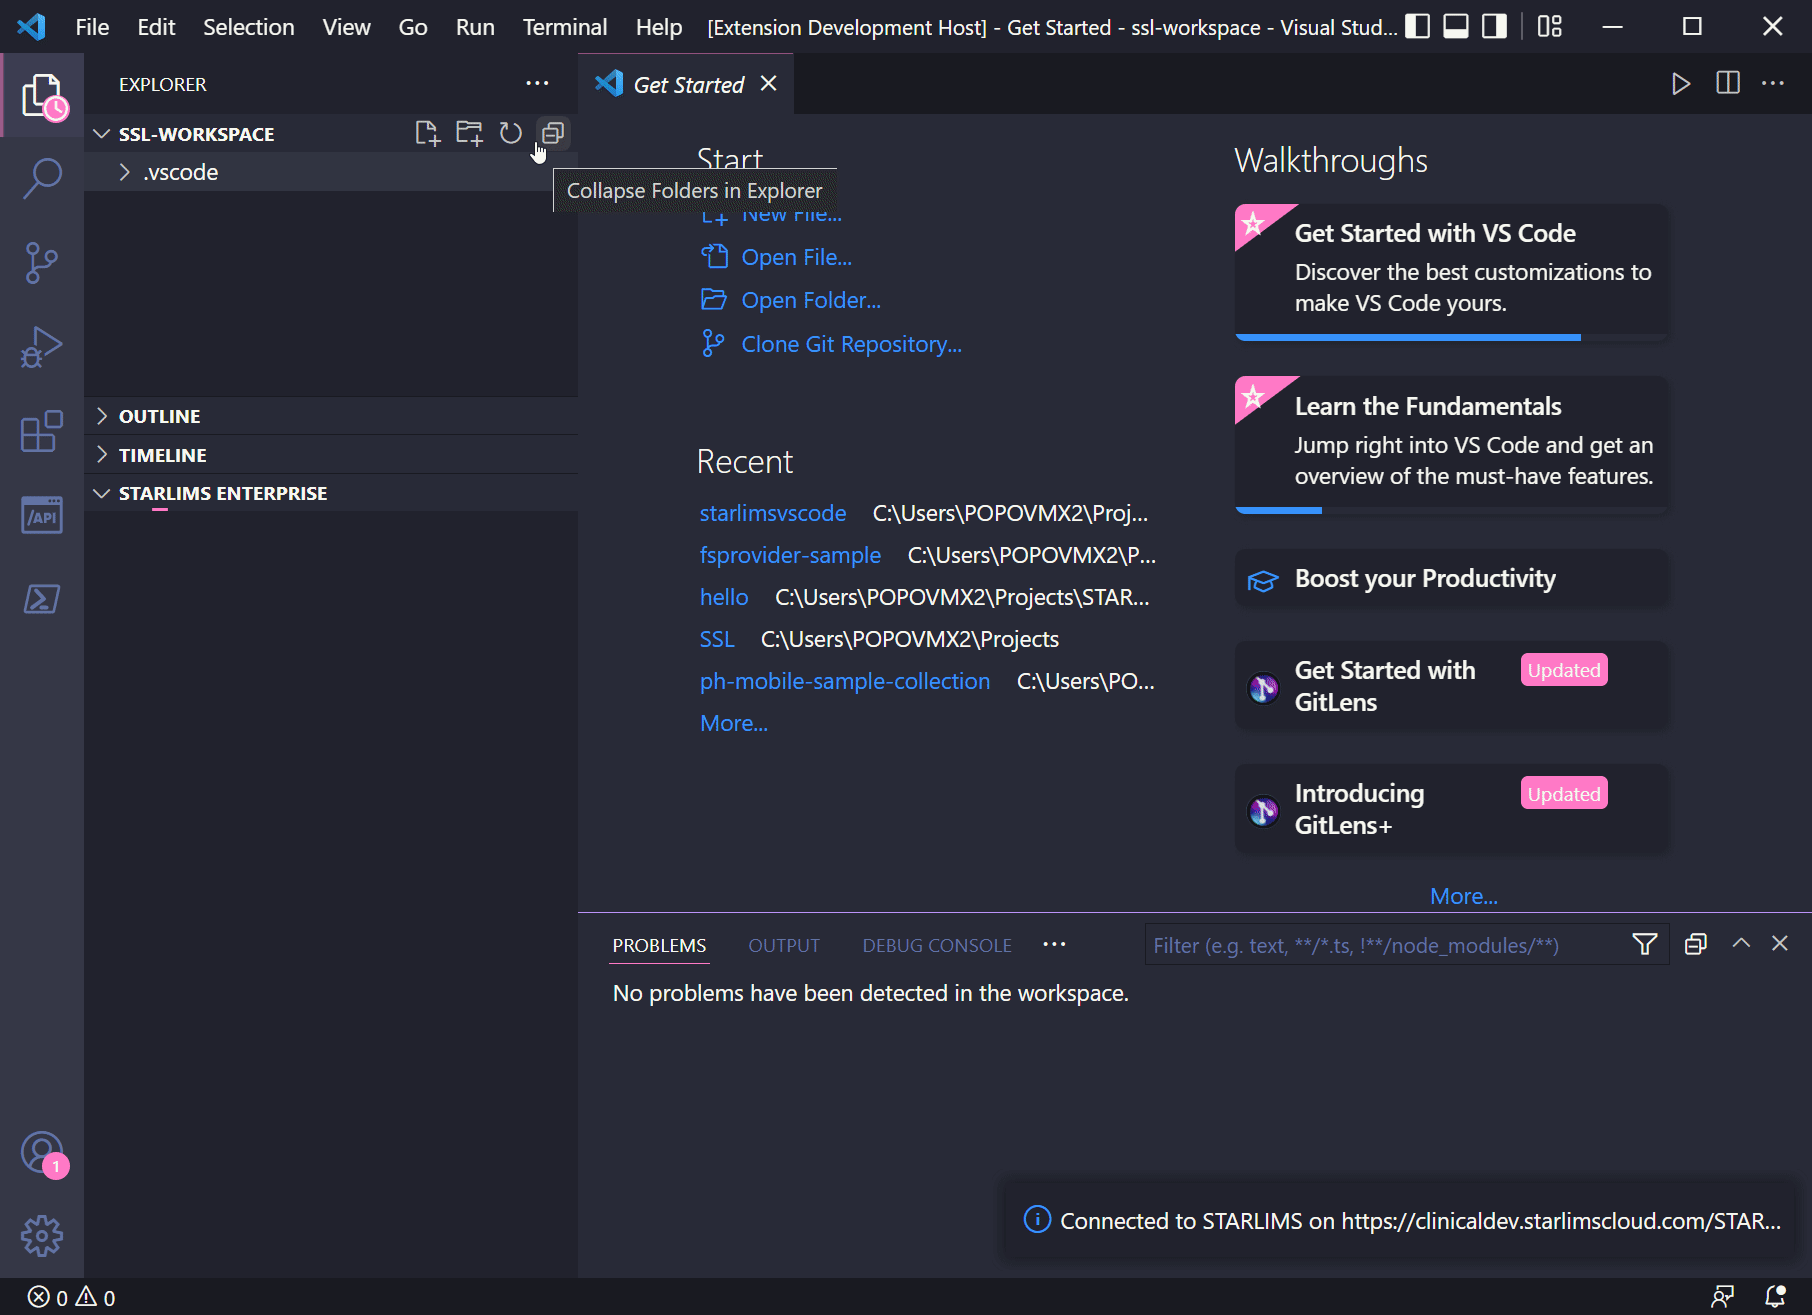 File Edit Selection View Go Run Terminal Help [Extension Development Host] - Get Started - ssl-workspace - Visual Stud...
EXPLORER
SSL-WORKSPACE
.vscode
Collapse Folders in Explorer
OUTLINE
TIMELINE
STARLIMS ENTERPRISE
/API
1
Get Started
Start
New File...
Open File...
Open Folder...
Clone Git Repository...
Recent
starlimsvscode C:\Users\POPOVMX2\Proj...
fsprovider-sample C:\Users\POPOVMX2\P...
hello C:\Users\POPOVMX2\Projects\STAR...
SSL C:\Users\POPOVMX2\Projects
ph-mobile-sample-collection C:\Users\PO...
More...
Walkthroughs
Get Started with VS Code
Discover the best customizations to
make VS Code yours.
Learn the Fundamentals
Jump right into VS Code and get an
overview of the must-have features.
Boost your Productivity
Get Started with
GitLens
Updated
Introducing
GitLens+
Updated
More...
PROBLEMS OUTPUT DEBUG CONSOLE
Filter (e.g. text, **/*.ts, !**/node_modules/**)
No problems have been detected in the workspace.
Connected to STARLIMS on https://clinicaldev.starlimscloud.com/STAR...
0 0